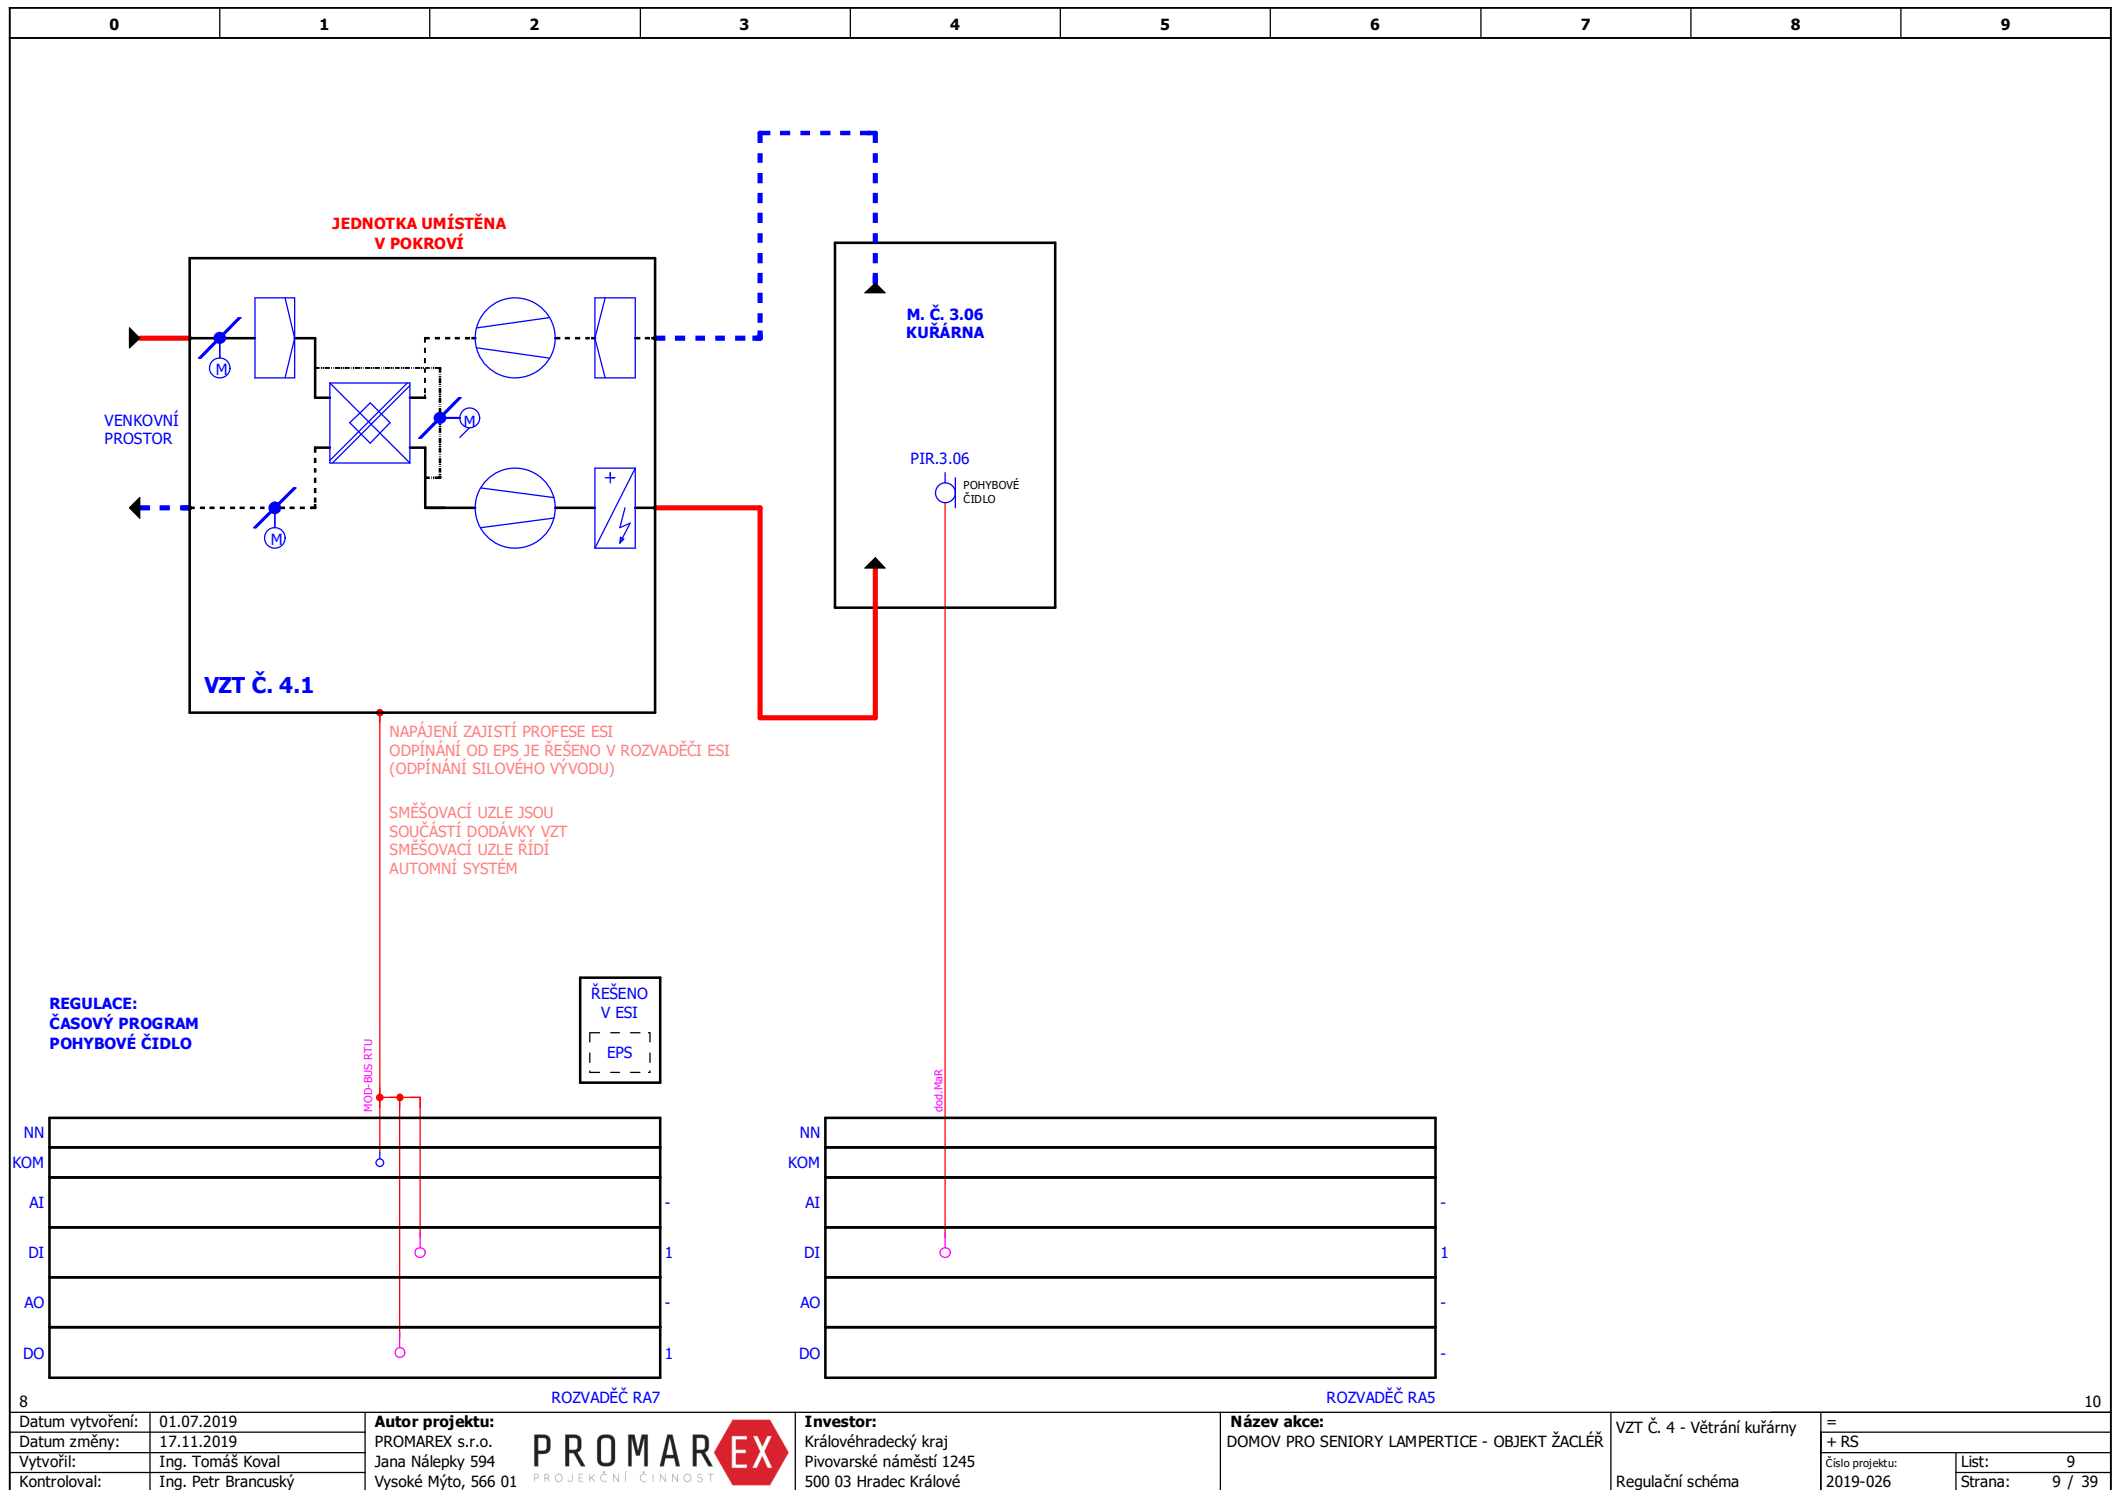 0 1 2 3 4 5 6 7 8 9
JEDNOTKA UMÍSTĚNA
V POKROVÍ
M
M
M
VENKOVNÍ
PROSTOR
+
VZT Č. 4.1
M. Č. 3.06
KUŘÁRNA
PIR.3.06
POHYBOVÉ
ČIDLO
NAPÁJENÍ ZAJISTÍ PROFESE ESI
ODPÍNÁNÍ OD EPS JE ŘEŠENO V ROZVADĚČI ESI
(ODPÍNÁNÍ SILOVÉHO VÝVODU)
SMĚŠOVACÍ UZLE JSOU
SOUČÁSTÍ DODÁVKY VZT
SMĚŠOVACÍ UZLE ŘÍDÍ
AUTOMNÍ SYSTÉM
REGULACE:
ČASOVÝ PROGRAM
POHYBOVÉ ČIDLO
ŘEŠENO
V ESI
EPS
MOD-BUS RTU
dod.MaR
NN
KOM
AI -
DI 1
AO -
DO 1
ROZVADĚČ RA7
NN
KOM
AI -
DI 1
AO -
DO -
ROZVADĚČ RA5
8
10
Datum vytvoření: 01.07.2019
Datum změny: 17.11.2019
Vytvořil: Ing. Tomáš Koval
Kontroloval: Ing. Petr Brancuský
Autor projektu:
PROMAREX s.r.o.
Jana Nálepky 594
Vysoké Mýto, 566 01
PROMAREX
PROJEKČNÍ ČINNOST
Investor:
Královéhradecký kraj
Pivovarské náměstí 1245
500 03 Hradec Králové
Název akce:
DOMOV PRO SENIORY LAMPERTICE - OBJEKT ŽACLÉŘ
VZT Č. 4 - Větrání kuřárny
Regulační schéma
=
+ RS
Číslo projektu:
2019-026
List: 9
Strana: 9 / 39